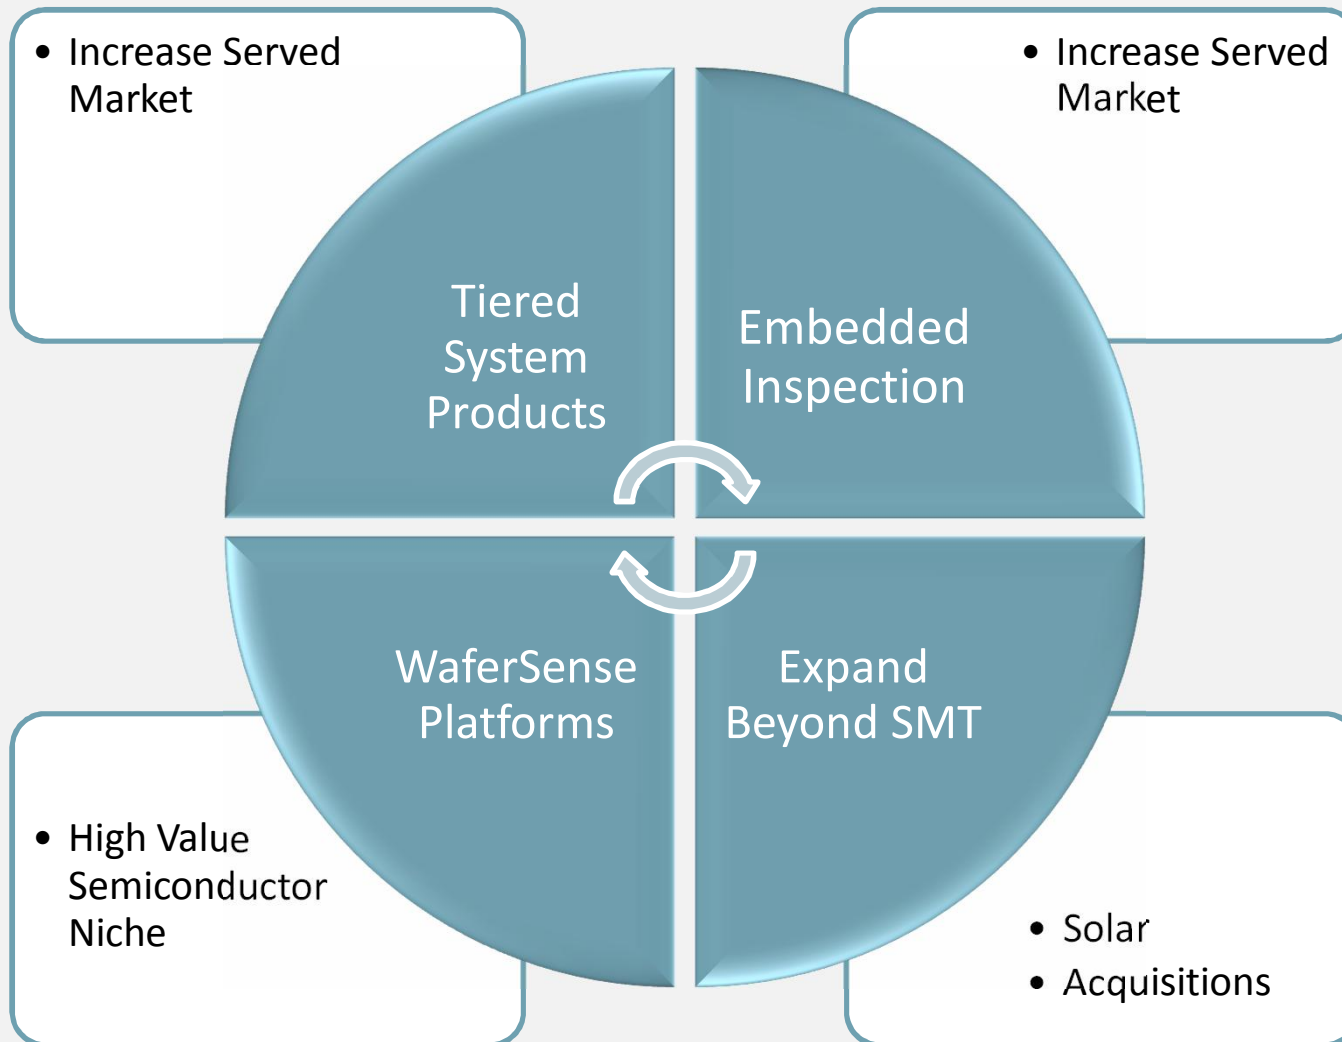 • Increase Served
Market
• Increase Served
Market
Tiered
System
Products
Embedded
Inspection
WaferSense
Platforms
Expand
Beyond SMT
• High Value
Semiconductor
Niche
• Solar
• Acquisitions